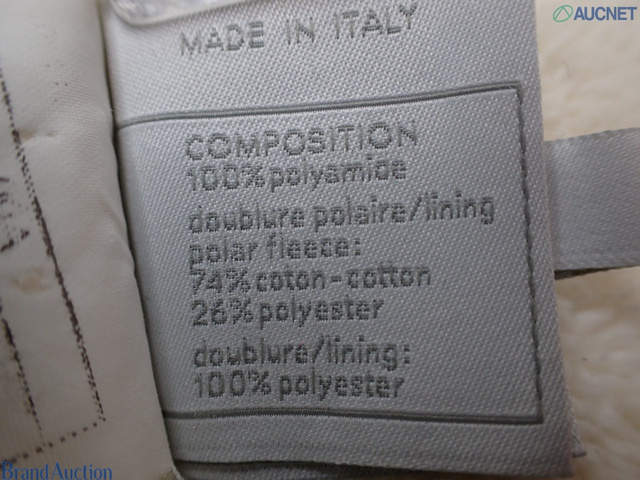 AUCNET
MADE IN ITALY
COMPOSITION
100% polyamide
doublure polaire/lining
polar fleece:
74% coton-cotton
26% polyester
doublure/lining:
100% polyester
Brand Auction